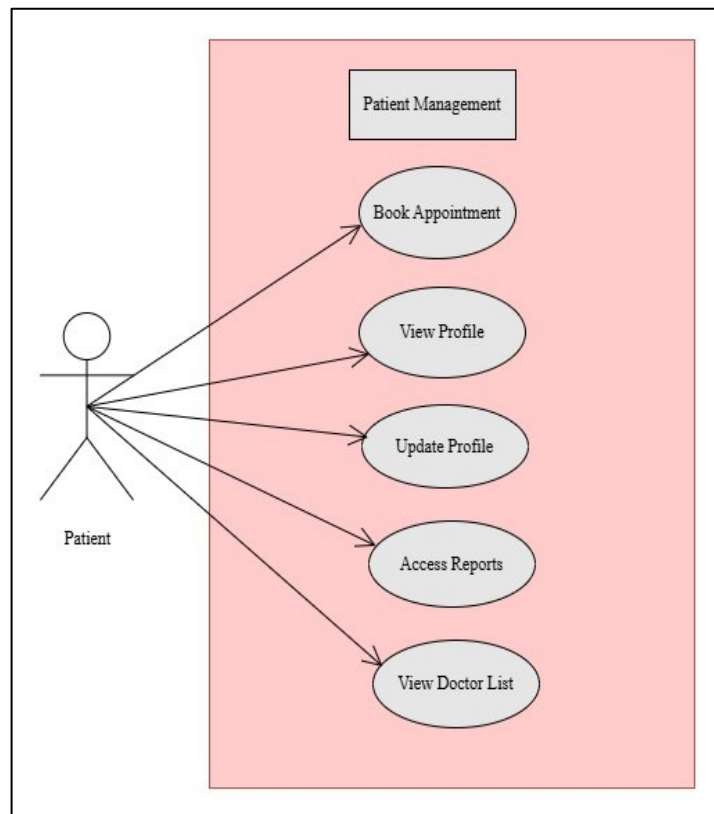 Patient Management
Book Appointment
View Profile
Update Profile
Access Reports
View Doctor List
Patient